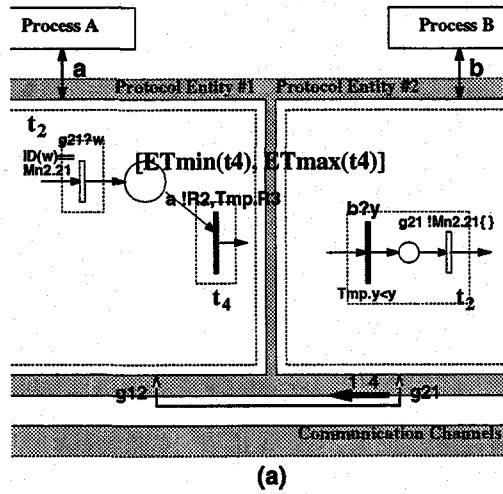 Process A
Process B
a
b
Protocol Entity #1
Protocol Entity #2
t2
g21?w
ID(w)==
Mn2.21
[ETmin(t4), ETmax(t4)]
a !R2,Tmp.R3
t4
b?y
g21 !Mn2.21{}
Tmp.y<y
t2
1 4
g12
g21
Communication Channels
(a)